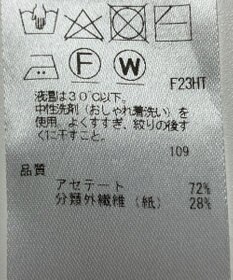 F
W
F23HT
液温は30℃以下。
中性洗剤(おしゃれ着洗い)を
使用。よくすすぎ、絞りの後す
ぐに干すこと。
109
品質
アセテート 72%
分類外繊維(紙) 28%